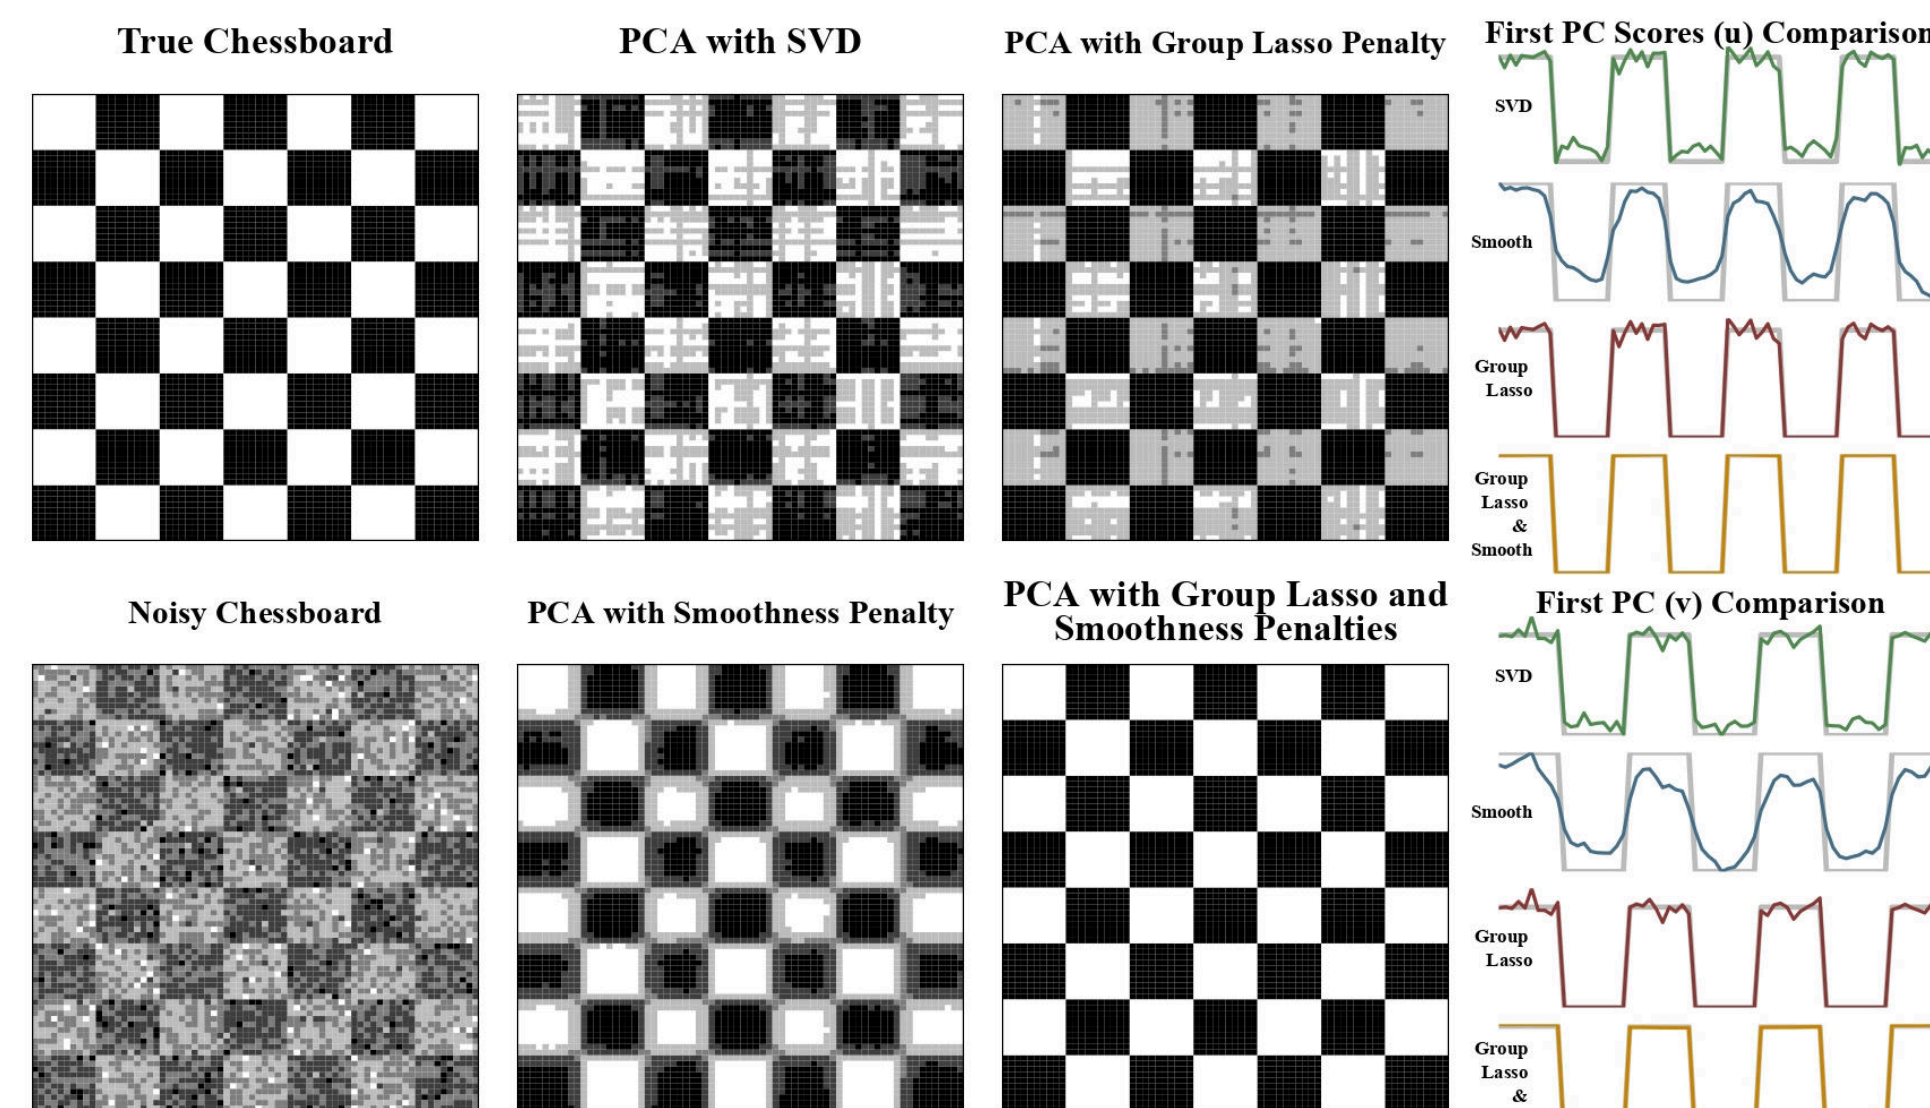 True Chessboard
PCA with SVD
PCA with Group Lasso Penalty
First PC Scores (u) Comparison
SVD
Smooth
Group
Lasso
Group
Lasso
&
Smooth
Noisy Chessboard
PCA with Smoothness Penalty
PCA with Group Lasso and
Smoothness Penalties
First PC (v) Comparison
SVD
Smooth
Group
Lasso
Group
Lasso
&